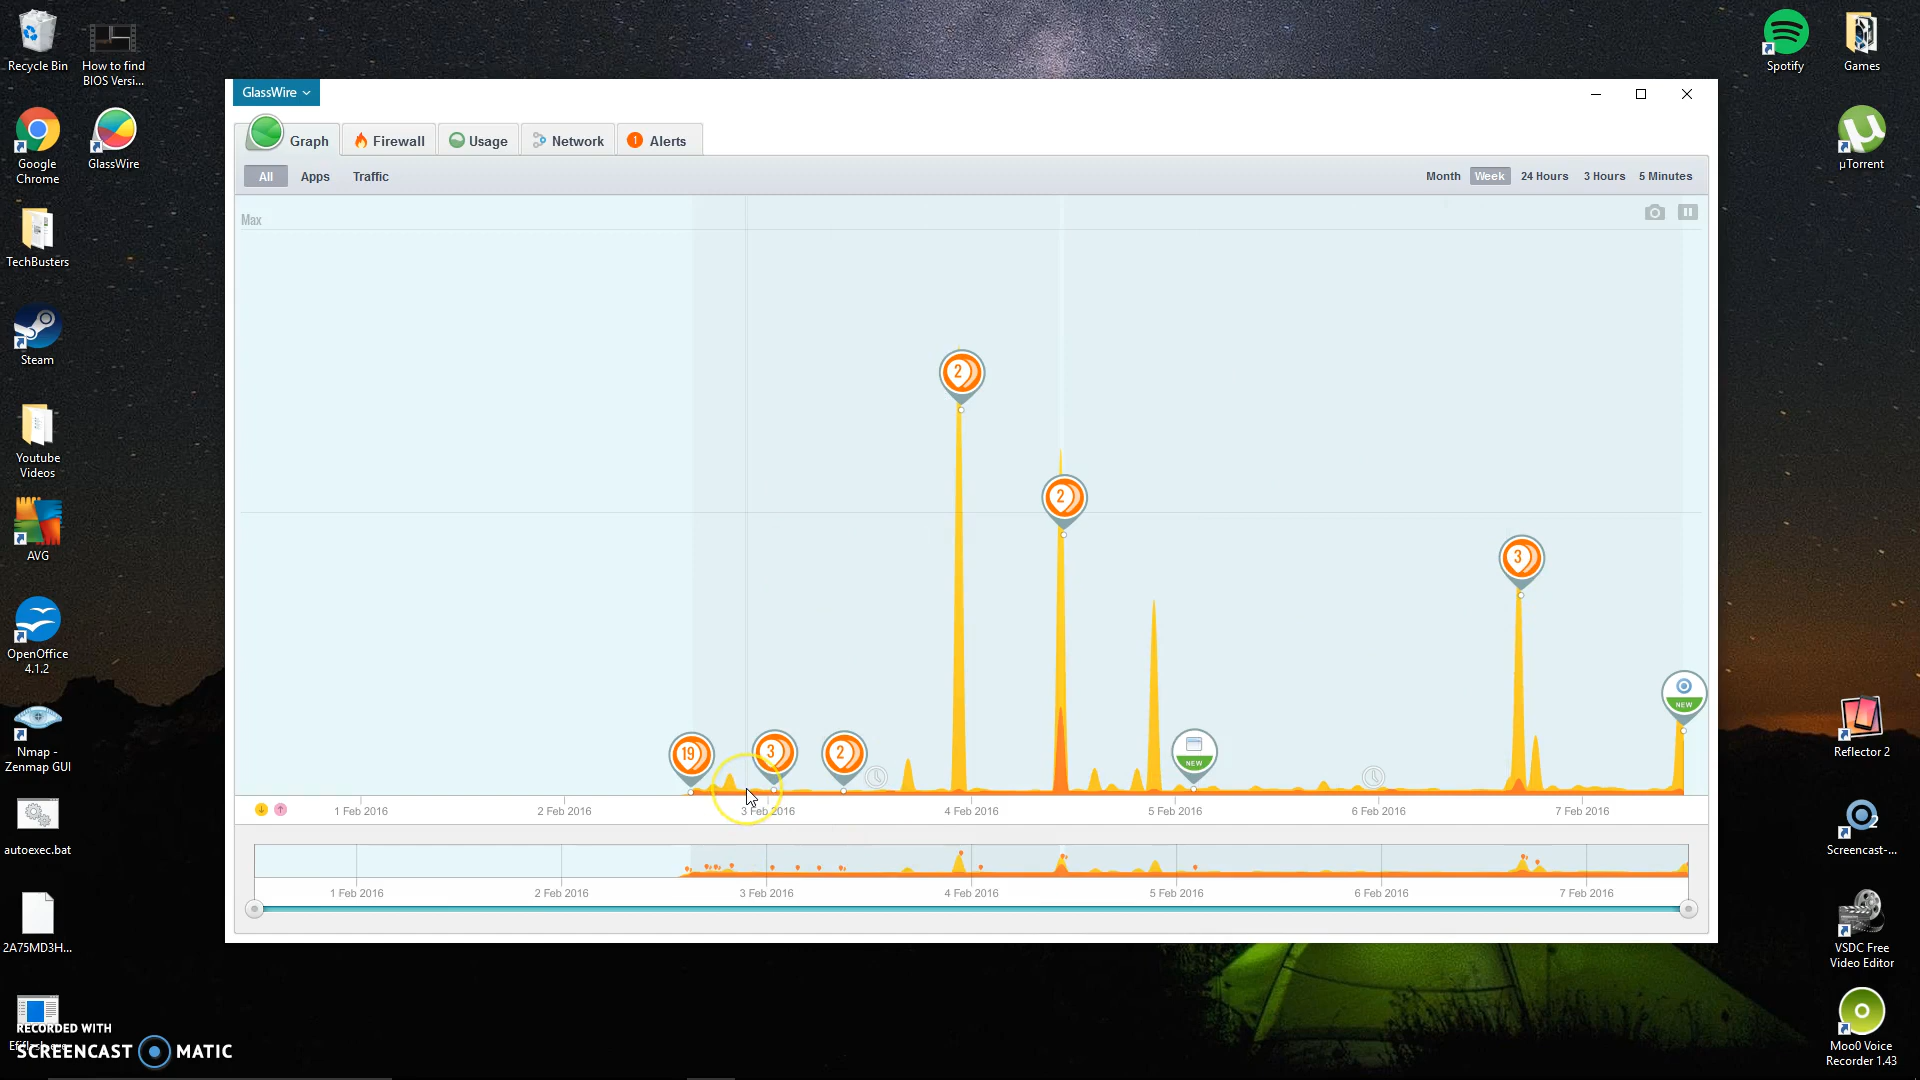 Recycle Bin
How to find
BIOS Versi...
Google
Chrome
GlassWire
TechBusters
Steam
Youtube
Videos
AVG
OpenOffice
4.1.2
Nmap -
Zenmap GUI
autoexec.bat
2A75MD3H...
RECORDED WITH
SCREENCAST MATIC
GlassWire
Graph
Firewall
Usage
Network
1
Alerts
All
Apps
Traffic
Month
Week
24 Hours
3 Hours
5 Minutes
Max
2
2
3
NEW
19
3
2
NEW
1 Feb 2016
2 Feb 2016
3 Feb 2016
4 Feb 2016
5 Feb 2016
6 Feb 2016
7 Feb 2016
1 Feb 2016
2 Feb 2016
3 Feb 2016
4 Feb 2016
5 Feb 2016
6 Feb 2016
7 Feb 2016
Spotify
Games
µTorrent
Reflector 2
2
Screencast-...
VSDC Free
Video Editor
Moo0 Voice
Recorder 1.43